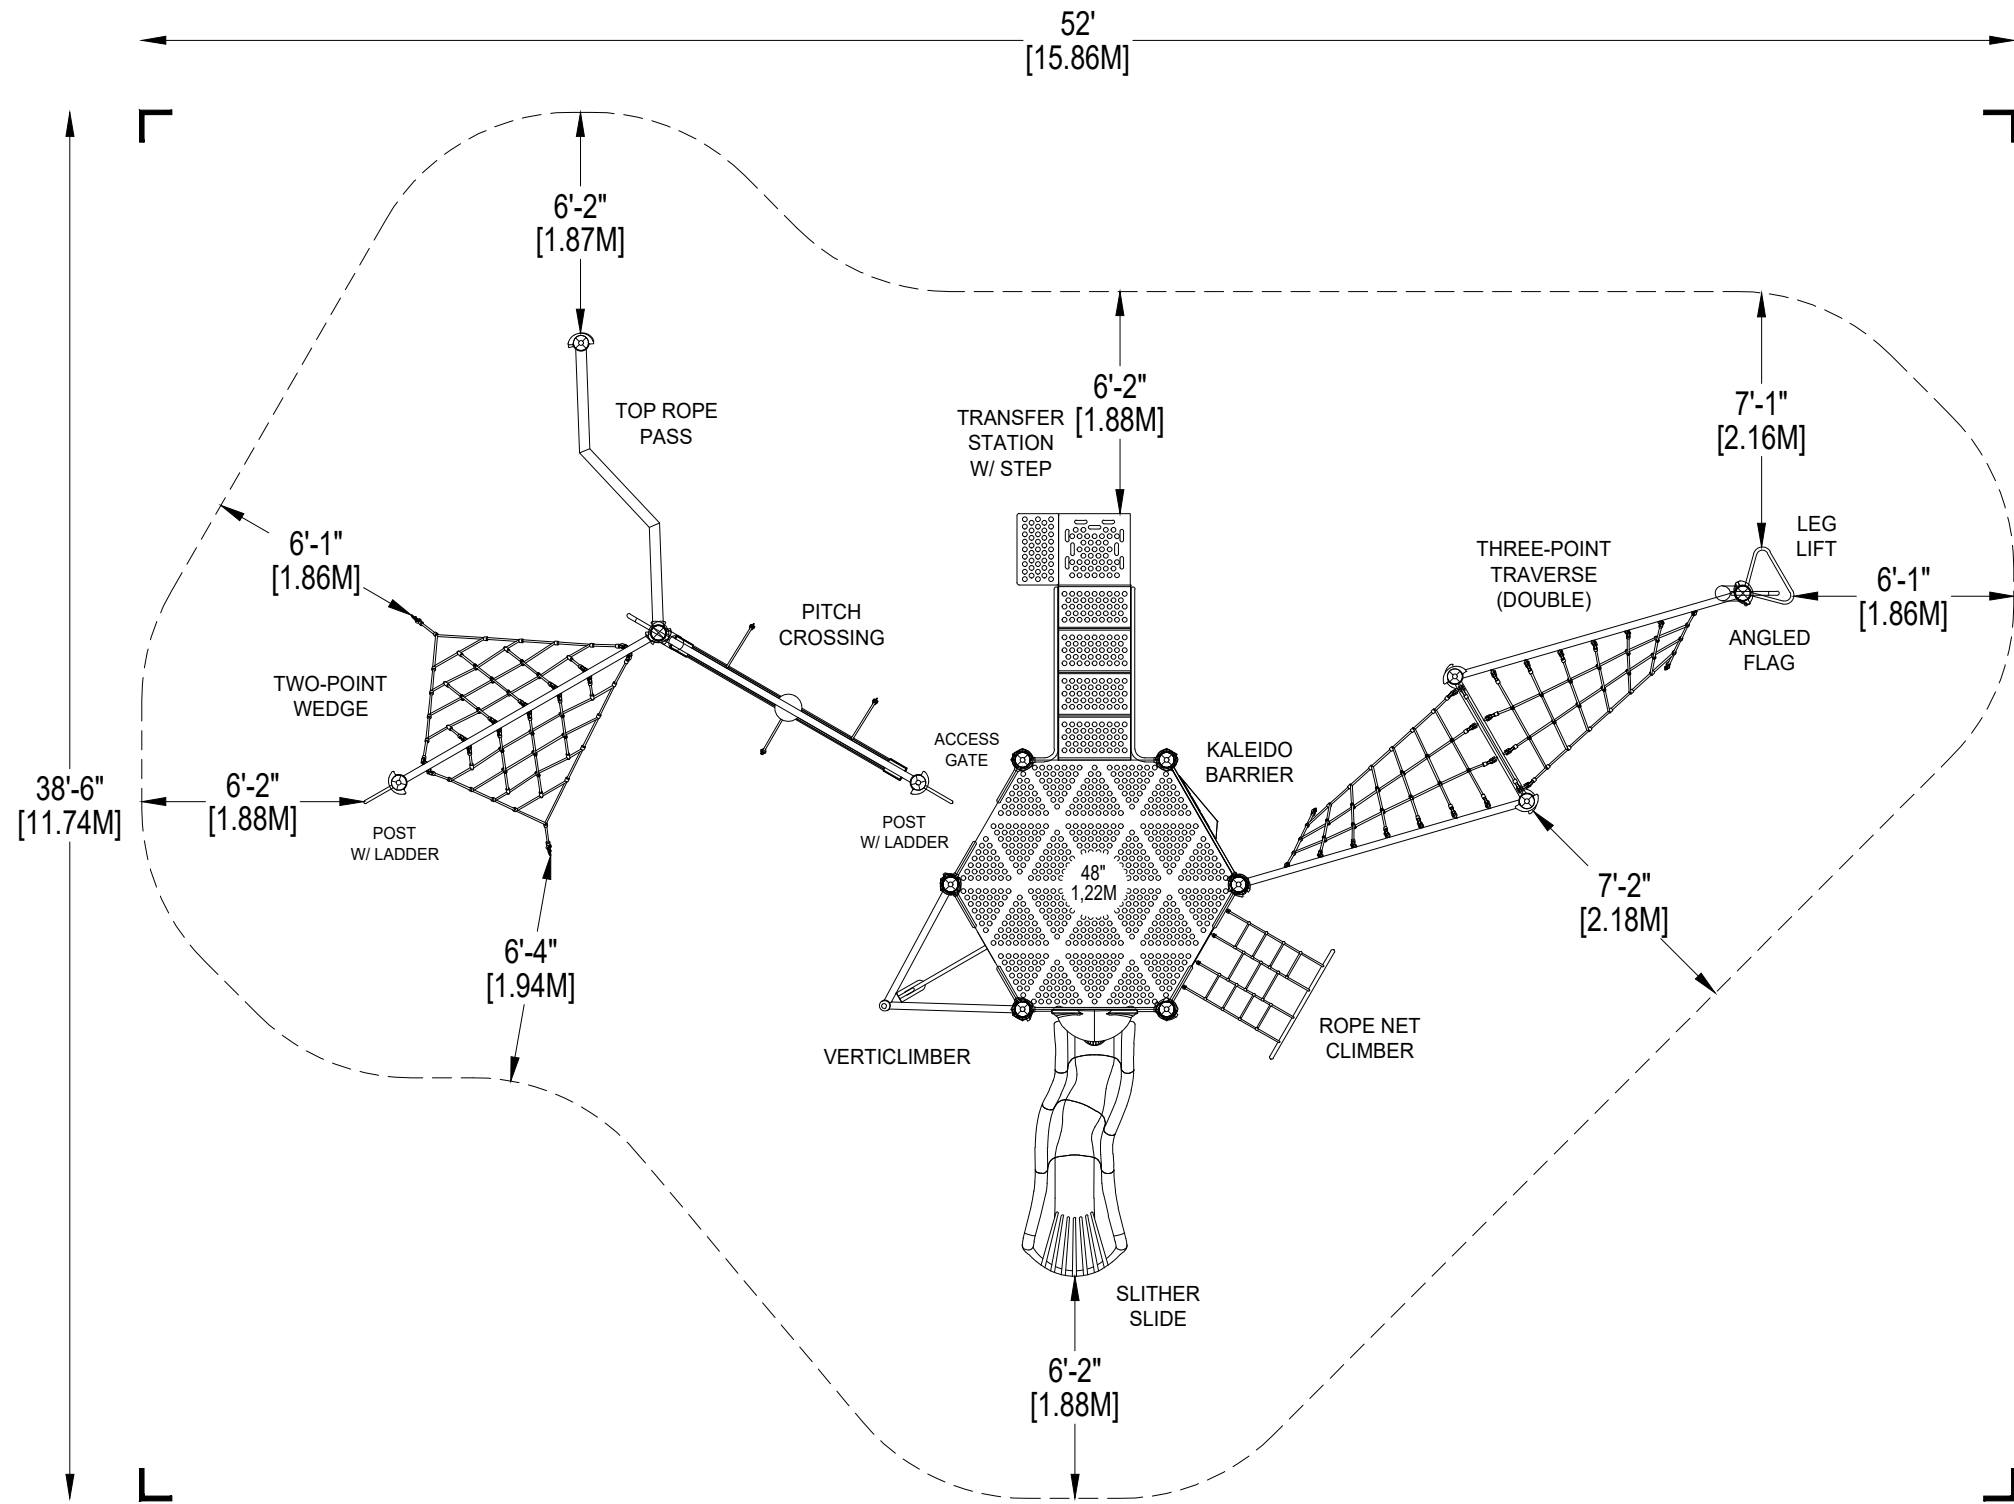 52'
[15.86M]
6'-2"
[1.87M]
TOP ROPE
PASS
6'-2"
[1.88M]
TRANSFER
STATION
W/ STEP
7'-1"
[2.16M]
LEG
LIFT
6'-1"
[1.86M]
THREE-POINT
TRAVERSE
(DOUBLE)
6'-1"
[1.86M]
PITCH
CROSSING
ANGLED
FLAG
TWO-POINT
WEDGE
ACCESS
GATE
KALEIDO
BARRIER
38'-6"
[11.74M]
6'-2"
[1.88M]
POST
W/ LADDER
POST
W/ LADDER
48"
1,22M
7'-2"
[2.18M]
6'-4"
[1.94M]
VERTICLIMBER
ROPE NET
CLIMBER
SLITHER
SLIDE
6'-2"
[1.88M]